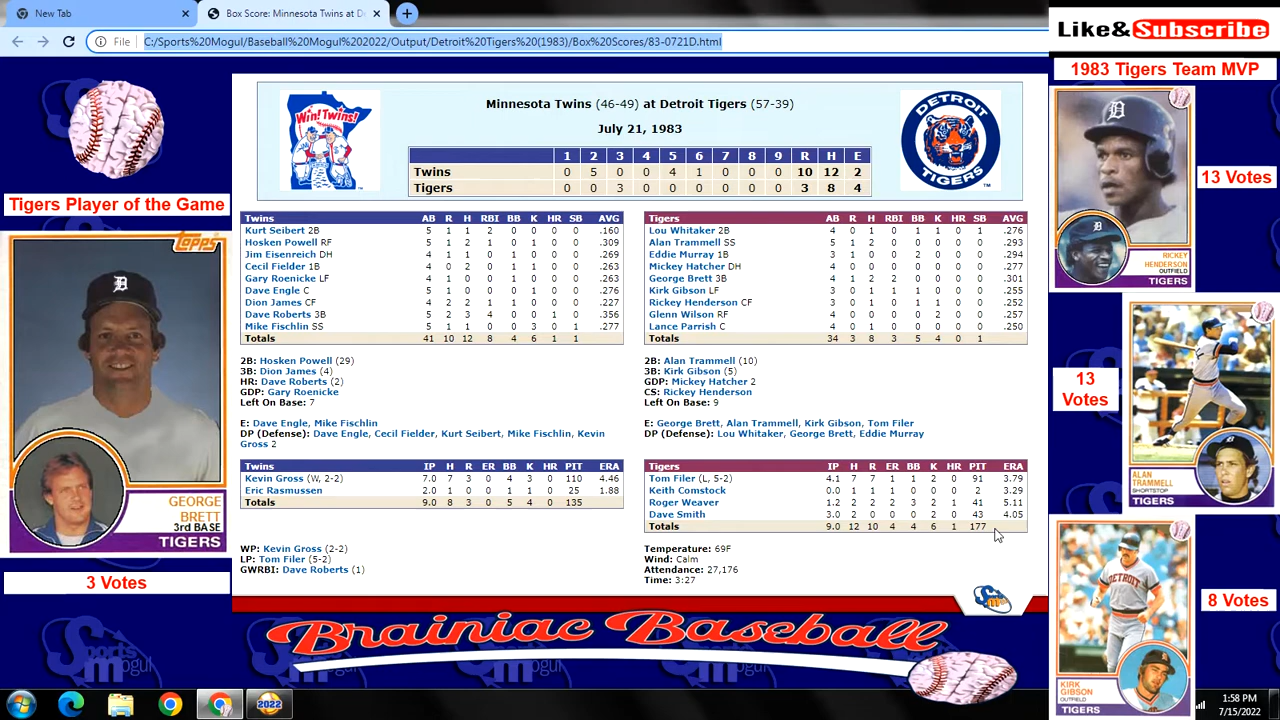 New Tab
Box Score: Minnesota Twins at D
File C:/Sports%20Mogul/Baseball%20Mogul%202022/Output/Detroit%20Tigers%20(1983)/Box%20Scores/83-0721D.html
Like&Subscribe
1983 Tigers Team MVP
RICKEY HENDERSON
OUTFIELD
TIGERS
13 Votes
13 Votes
ALAN TRAMMELL
SHORTSTOP
TIGERS
KIRK GIBSON
OUTFIELD
TIGERS
8 Votes
Tigers Player of the Game
Topps
GEORGE BRETT
3rd BASE
TIGERS
3 Votes
Win! Twins!
DETROIT TIGERS
Minnesota Twins (46-49) at Detroit Tigers (57-39)
July 21, 1983
1 2 3 4 5 6 7 8 9 R H E
Twins 0 5 0 0 4 1 0 0 0 10 12 2
Tigers 0 0 3 0 0 0 0 0 0 3 8 4
Twins AB R H RBI BB K HR SB AVG
Kurt Seibert 2B 5 1 1 2 0 0 0 0 .160
Hosken Powell RF 5 1 2 1 0 1 0 0 .309
Jim Eisenreich DH 4 1 1 1 0 0 0 .269
Cecil Fielder 1B 4 0 0 0 1 1 0 0 .263
Gary Roenicke LF 4 1 0 0 1 0 0 0 .263
Dave Engle C 5 1 1 0 0 1 0 0 .276
Dion James CF 4 2 2 1 0 0 0 .227
Dave Roberts 3B 5 3 3 4 0 0 1 0 .356
Mike Fischlin SS 5 1 1 0 0 3 0 1 .277
Totals 41 10 12 8 4 6 1 1
2B: Hosken Powell (29)
3B: Dion James (4)
HR: Dave Roberts (2)
GDP: Gary Roenicke
Left On Base: 7
E: Dave Engle, Mike Fischlin
DP (Defense): Dave Engle, Cecil Fielder, Kurt Seibert, Mike Fischlin, Kevin
Gross 2
Tigers AB R H RBI BB K HR SB AVG
Lou Whitaker 2B 4 0 1 0 1 1 0 1 .276
Alan Trammell SS 5 1 1 0 0 0 0 0 .293
Eddie Murray 1B 3 1 0 0 2 0 0 0 .294
Mickey Hatcher DH 4 0 0 0 0 0 0 0 .277
George Brett 3B 4 1 2 2 0 0 0 0 .301
Kirk Gibson LF 3 0 1 1 1 0 0 0 .255
Rickey Henderson CF 3 0 1 0 1 1 0 0 .252
Glenn Wilson RF 4 0 0 0 0 2 0 0 .257
Lance Parrish C 4 0 1 0 0 0 0 0 .250
Totals 34 3 8 3 5 4 0 1
2B: Alan Trammell (10)
3B: Kirk Gibson (5)
GDP: Mickey Hatcher 2
CS: Rickey Henderson
Left On Base: 9
E: George Brett, Alan Trammell, Kirk Gibson, Tom Filer
DP (Defense): Lou Whitaker, George Brett, Eddie Murray
Twins IP H R ER BB K HR PIT ERA
Kevin Gross (W, 2-2) 7.0 7 3 0 4 3 0 110 4.46
Eric Rasmussen 2.0 1 0 0 1 1 0 25 1.88
Totals 9.0 8 3 0 5 4 0 135
WP: Kevin Gross (2-2)
LP: Tom Filer (5-2)
GWRBI: Dave Roberts (1)
Tigers IP H R ER BB K HR PIT ERA
Tom Filer (L, 5-2) 4.1 7 1 1 2 0 91 3.79
Keith Comstock 0.0 1 1 1 0 0 0 2 3.29
Roger Weaver 1.2 2 2 2 3 2 1 41 5.11
Dave Smith 3.0 2 0 0 0 2 0 43 4.05
Totals 9.0 12 10 4 4 6 1 177
Temperature: 69F
Wind: Calm
Attendance: 27,176
Time: 3:27
Brainiac Baseball
Sports Mogul
2022
1:58 PM
7/15/2022